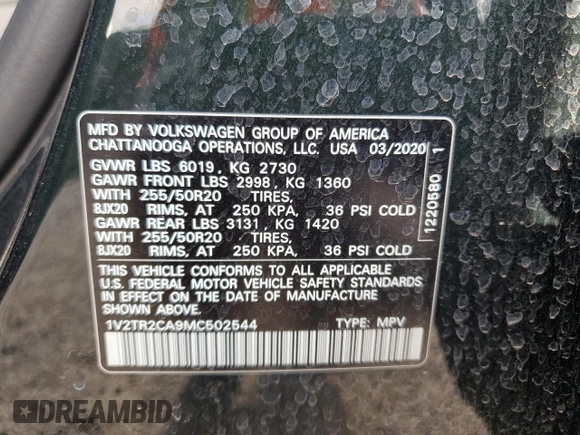 MFD BY VOLKSWAGEN GROUP OF AMERICA
CHATTANOOGA OPERATIONS, LLC. USA 03/2020
GVWR LBS 6019, KG 2730
GAWR FRONT LBS 2998, KG 1360
WITH 255/50R20 TIRES,
8JX20 RIMS, AT 250 KPA, 36 PSI COLD
GAWR REAR LBS 3131, KG 1420
WITH 255/50R20 TIRES,
8JX20 RIMS, AT 250 KPA, 36 PSI COLD
THIS VEHICLE CONFORMS TO ALL APPLICABLE
U.S. FEDERAL MOTOR VEHICLE SAFETY STANDARDS
IN EFFECT ON THE DATE OF MANUFACTURE
SHOWN ABOVE.
1V2TR2CA9MC502544 TYPE: MPV
1220580 1
DREAMBID